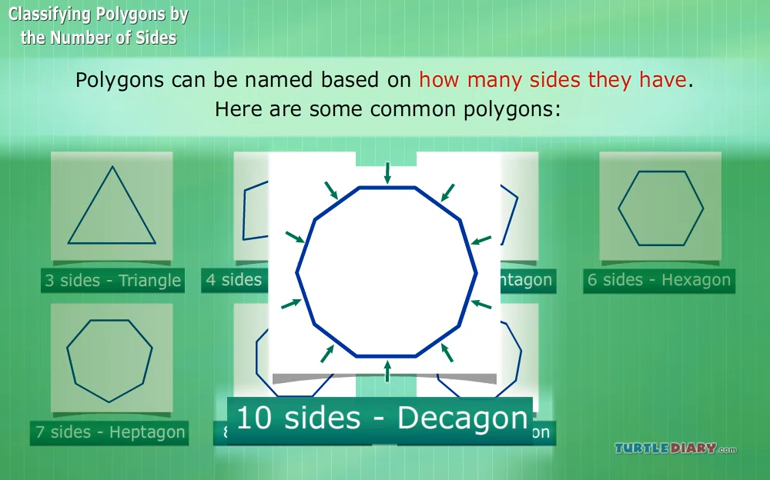 Classifying Polygons by
the Number of Sides
Polygons can be named based on how many sides they have.
Here are some common polygons:
3 sides - Triangle
4 sides
6 sides - Hexagon
7 sides - Heptagon
10 sides - Decagon
TURTLEDIARY.com